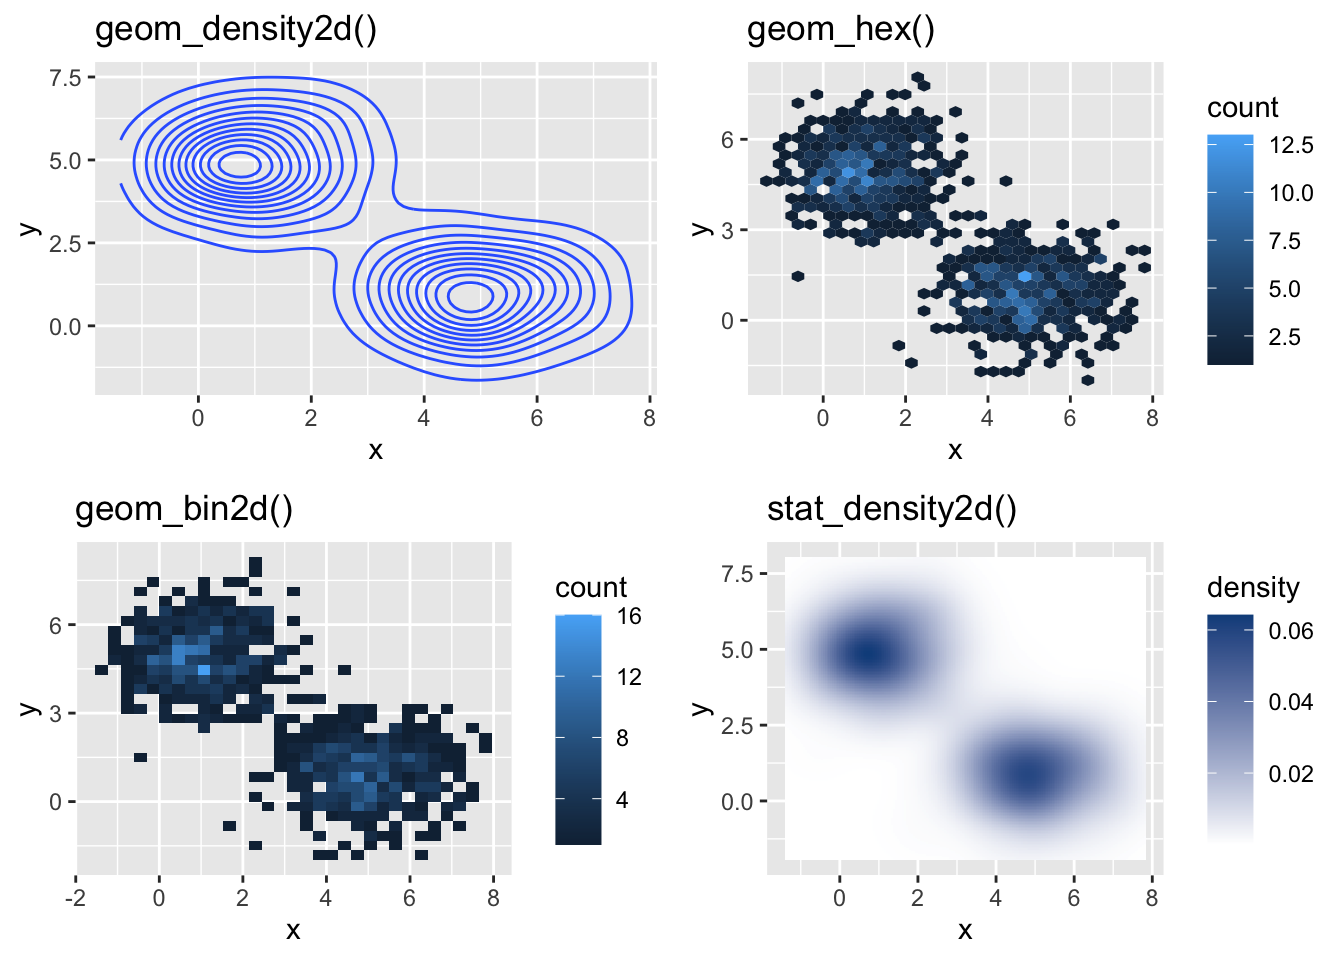 geom_density2d()
7.5
5.0
2.5
0.0
y
0 2 4 6 8
x
geom_hex()
6
3
0
y
0 2 4 6 8
x
count
12.5
10.0
7.5
5.0
2.5
geom_bin2d()
6
3
0
y
-2 0 2 4 6 8
x
count
16
12
8
4
stat_density2d()
7.5
5.0
2.5
0.0
y
0 2 4 6 8
x
density
0.06
0.04
0.02